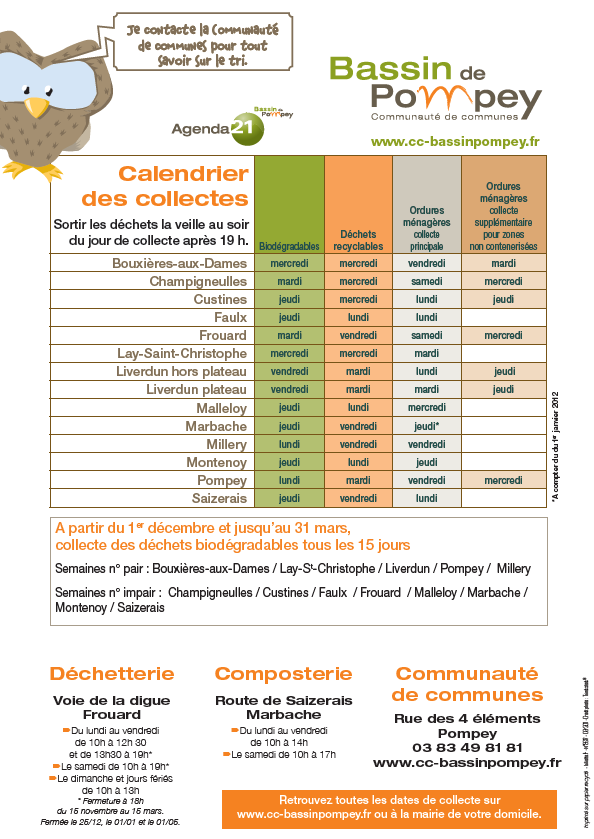 Je contacte la Communauté
de communes pour tout
savoir sur le tri.
Bassin de
Pompey
Communauté de communes
Agenda 21
Bassin de
Pompey
www.cc-bassinpompey.fr
Calendrier
des collectes
Sortir les déchets la veille au soir
du jour de collecte après 19 h.
Biodégradables
Déchets
recyclables
Ordures
ménagères
collecte
principale
Ordures
ménagères
collecte
supplémentaire
pour zones
non contenerisées
Bouxières-aux-Dames mercredi mercredi vendredi mardi
Champigneulles mardi mercredi samedi mercredi
Custines jeudi mercredi lundi jeudi
Faulx jeudi lundi lundi
Frouard mardi vendredi samedi mercredi
Lay-Saint-Christophe mercredi mercredi mardi
Liverdun hors plateau vendredi mardi lundi jeudi
Liverdun plateau vendredi mardi mardi jeudi
Malleloy jeudi lundi mercredi
Marbache jeudi vendredi jeudi*
Millery lundi vendredi vendredi
Montenoy jeudi lundi jeudi
Pompey lundi mardi vendredi mercredi
Saizerais jeudi vendredi lundi
*A compter du du 1er janvier 2012
A partir du 1er décembre et jusqu'au 31 mars,
collecte des déchets biodégradables tous les 15 jours
Semaines n° pair : Bouxières-aux-Dames / Lay-St-Christophe / Liverdun / Pompey / Millery
Semaines n° impair : Champigneulles / Custines / Faulx / Frouard / Malleloy / Marbache /
Montenoy / Saizerais
Déchetterie
Voie de la digue
Frouard
Du lundi au vendredi
de 10h à 12h 30
et de 13h30 à 19h*
Le samedi de 10h à 19h*
Le dimanche et jours fériés
de 10h à 13h
* Fermeture à 18h
du 15 novembre au 15 mars.
Fermée le 25/12, le 01/01 et le 01/05.
Composterie
Route de Saizerais
Marbache
Du lundi au vendredi
de 10h à 14h
Le samedi de 10h à 17h
Communauté
de communes
Rue des 4 éléments
Pompey
03 83 49 81 81
www.cc-bassinpompey.fr
Retrouvez toutes les dates de collecte sur
www.cc-bassinpompey.fr ou à la mairie de votre domicile.